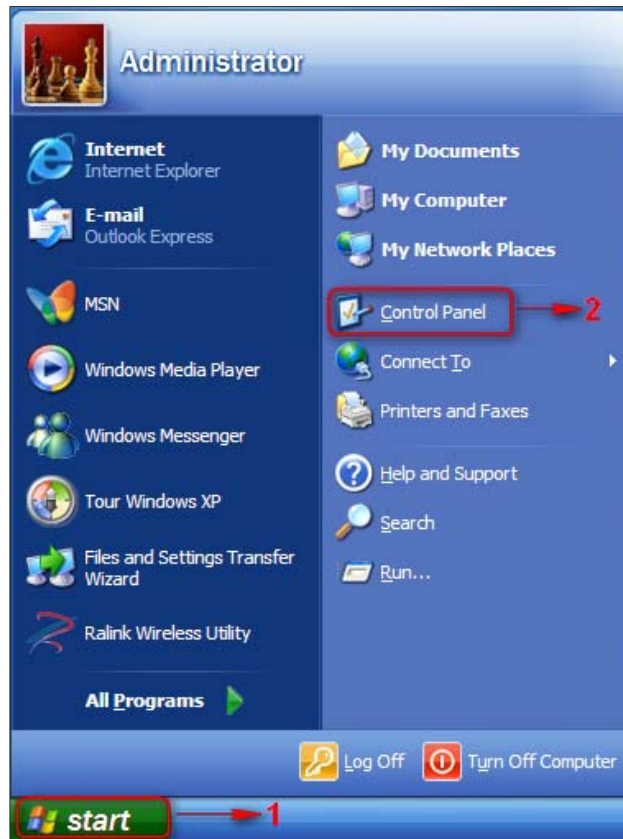 Administrator
Internet
Internet Explorer
E-mail
Outlook Express
MSN
Windows Media Player
Windows Messenger
Tour Windows XP
Files and Settings Transfer
Wizard
Ralink Wireless Utility
All Programs
My Documents
My Computer
My Network Places
Control Panel
2
Connect To
Printers and Faxes
Help and Support
Search
Run...
Log Off
Turn Off Computer
start
1